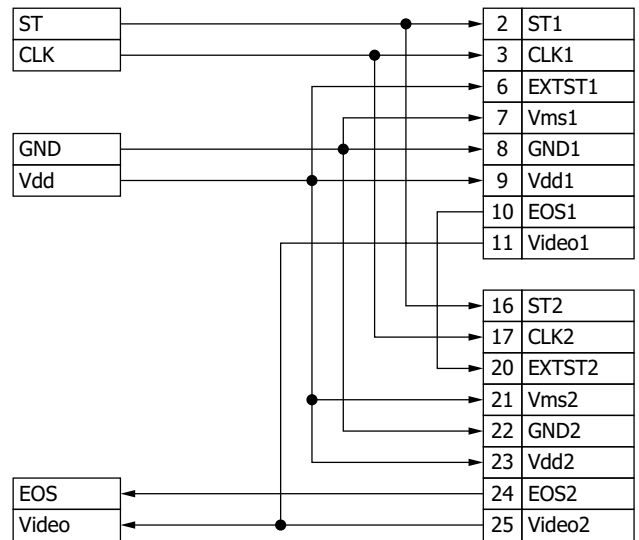 ST 2 ST1
CLK 3 CLK1
6 EXTST1
7 Vms1
GND 8 GND1
Vdd 9 Vdd1
10 EOS1
11 Video1
16 ST2
17 CLK2
20 EXTST2
21 Vms2
22 GND2
23 Vdd2
EOS 24 EOS2
Video 25 Video2